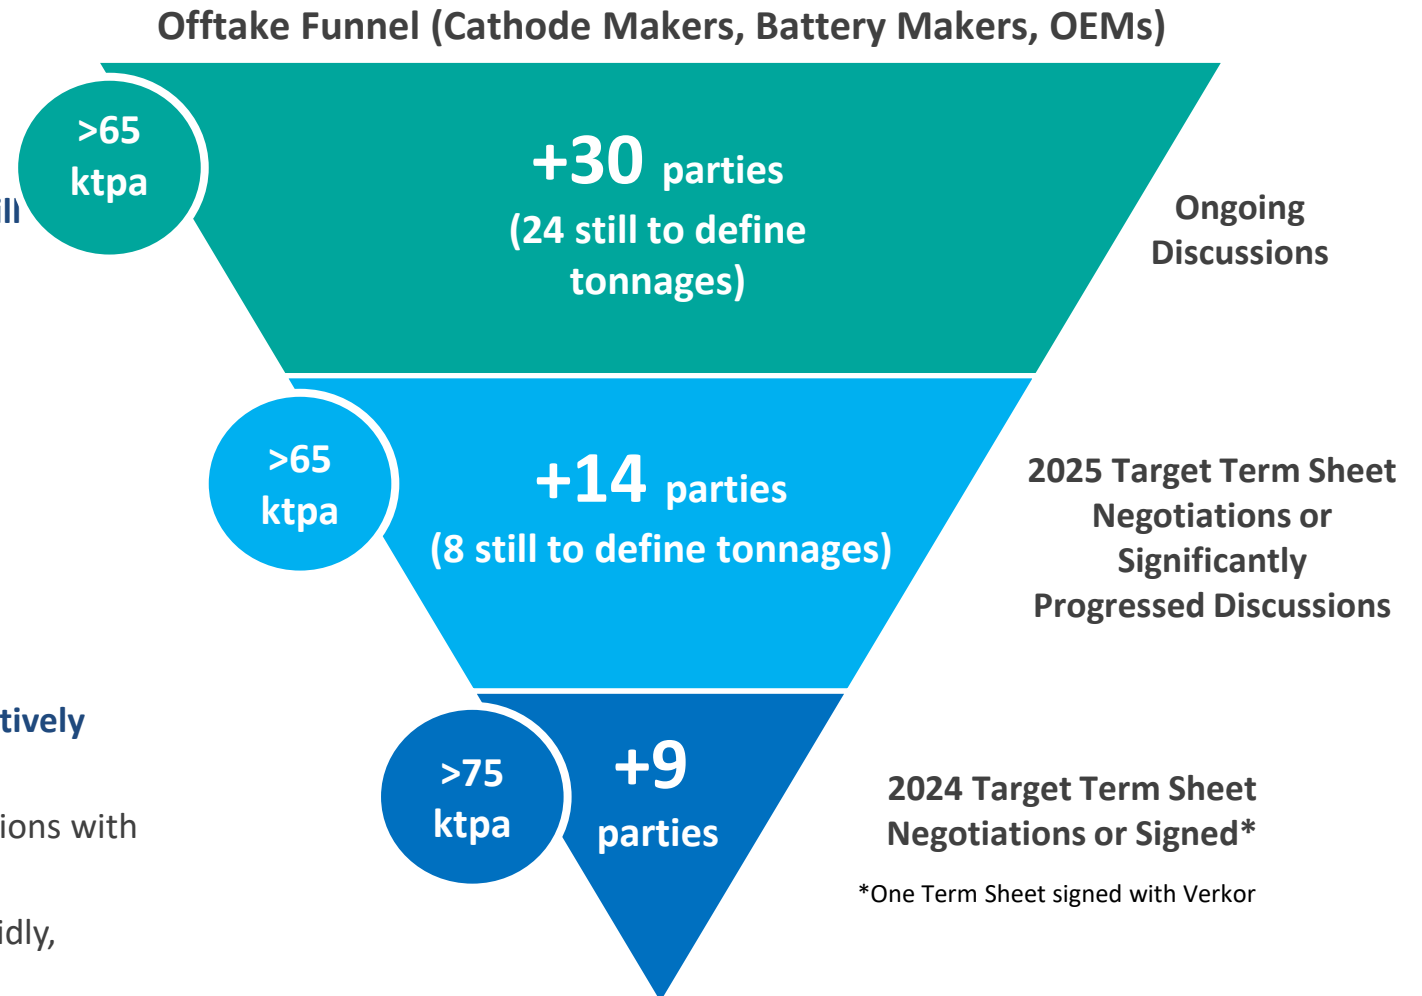 Offtake Funnel (Cathode Makers, Battery Makers, OEMs)
>65
ktpa
+30 parties
(24 still to define
tonnages)
Ongoing
Discussions
>65
ktpa
+14 parties
(8 still to define tonnages)
2025 Target Term Sheet
Negotiations or
Significantly
Progressed Discussions
tively
ions with
idly,
>75
ktpa
+9
parties
2024 Target Term Sheet
Negotiations or Signed*
*One Term Sheet signed with Verkor